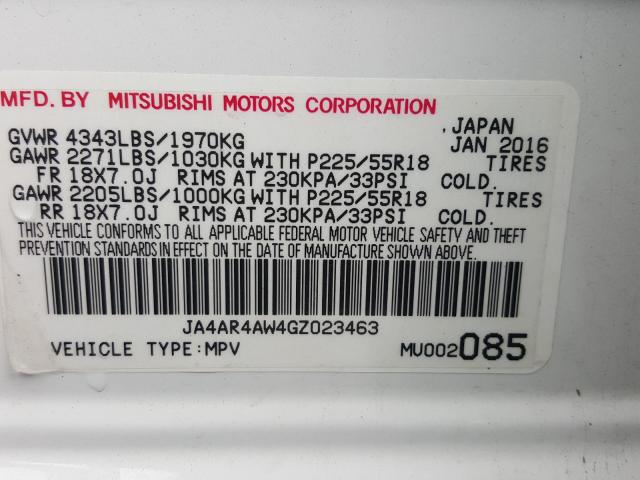 MFD. BY MITSUBISHI MOTORS CORPORATION , JAPAN
GVWR 4343LBS/1970KG JAN 2016
GAWR 2271LBS/1030KG WITH P225/55R18 TIRES
FR 18X7.0J RIMS AT 230KPA/33PSI COLD.
GAWR 2205LBS/1000KG WITH P225/55R18 TIRES
RR 18X7.0J RIMS AT 230KPA/33PSI COLD.
THIS VEHICLE CONFORMS TO ALL APPLICABLE FEDERAL MOTOR VEHICLE SAFETY AND THEFT
PREVENTION STANDARDS IN EFFECT ON THE DATE OF MANUFACTURE SHOWN ABOVE.
JA4AR4AW4GZ023463
VEHICLE TYPE:MPV MU002085